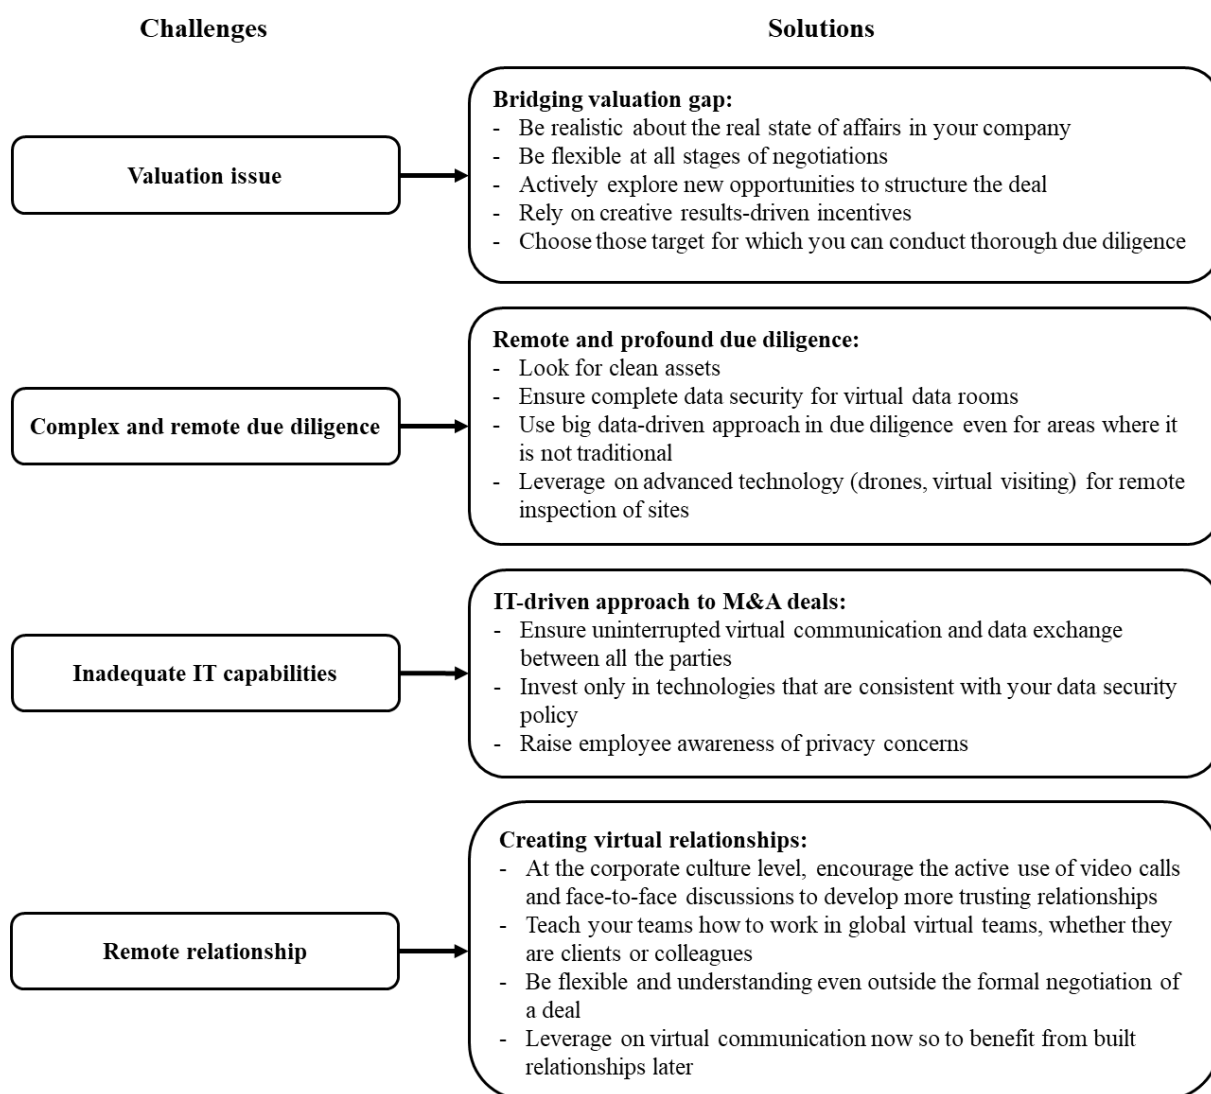 Challenges
Solutions
Valuation issue
Bridging valuation gap:
- Be realistic about the real state of affairs in your company
- Be flexible at all stages of negotiations
- Actively explore new opportunities to structure the deal
- Rely on creative results-driven incentives
- Choose those target for which you can conduct thorough due diligence
Complex and remote due diligence
Remote and profound due diligence:
- Look for clean assets
- Ensure complete data security for virtual data rooms
- Use big data-driven approach in due diligence even for areas where it
is not traditional
- Leverage on advanced technology (drones, virtual visiting) for remote
inspection of sites
Inadequate IT capabilities
IT-driven approach to M&A deals:
- Ensure uninterrupted virtual communication and data exchange
between all the parties
- Invest only in technologies that are consistent with your data security
policy
- Raise employee awareness of privacy concerns
Remote relationship
Creating virtual relationships:
- At the corporate culture level, encourage the active use of video calls
and face-to-face discussions to develop more trusting relationships
- Teach your teams how to work in global virtual teams, whether they
are clients or colleagues
- Be flexible and understanding even outside the formal negotiation of
a deal
- Leverage on virtual communication now so to benefit from built
relationships later